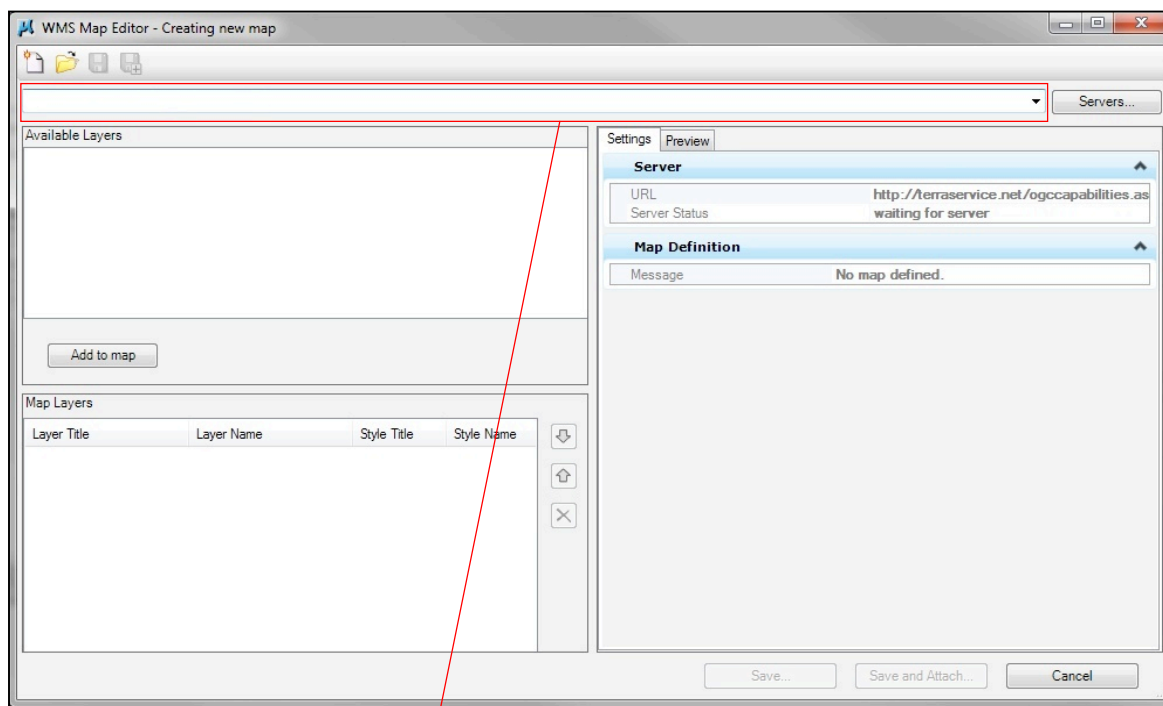 WMS Map Editor - Creating new map
Servers...
Available Layers
Add to map
Map Layers
Layer Title Layer Name Style Title Style Name
Settings Preview
Server
URL http://terraservice.net/ogccapabilities.as
Server Status waiting for server
Map Definition
Message No map defined.
Save... Save and Attach... Cancel